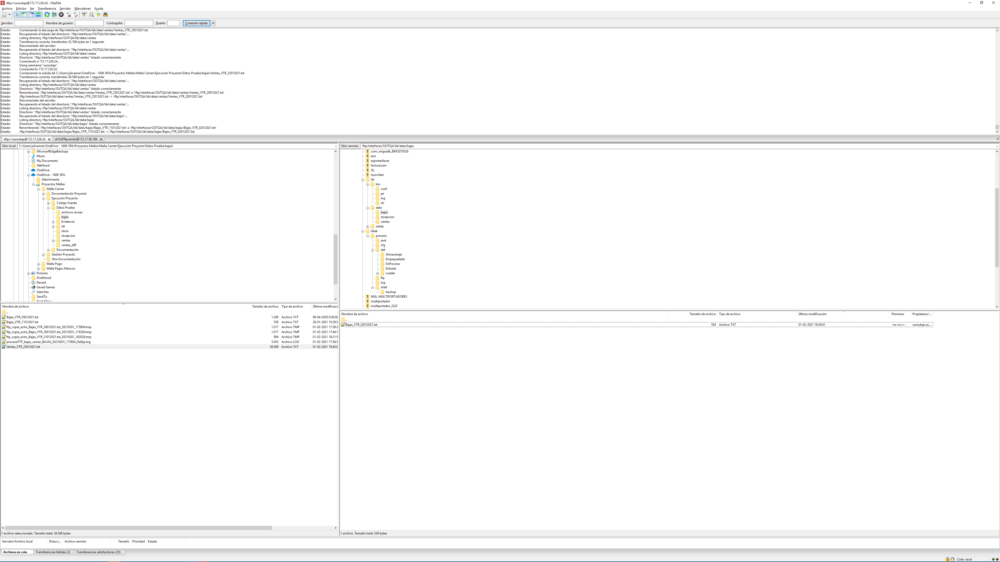 sftp://usroutqa@172.17.226.24 - FileZilla
Archivo Edición Ver Transferencia Servidor Marcadores Ayuda
Servidor: Nombre de usuario: Contraseña: Puerto: Conexión rápida
Estado: Comenzando la descarga de /ftp/interfaces/OUTQA/ldi/data/ventas/Ventas_VTR_25012021.txt
Estado: Recuperando el listado del directorio "/ftp/interfaces/OUTQA/ldi/data/ventas"...
Estado: Listing directory /ftp/interfaces/OUTQA/ldi/data/ventas
Estado: Transferencia correcta, transferidos 32.768 bytes en 1 segundo
Estado: Desconectado del servidor
Estado: Recuperando el listado del directorio "/ftp/interfaces/OUTQA/ldi/data/ventas"...
Estado: Listing directory /ftp/interfaces/OUTQA/ldi/data/ventas
Estado: Directorio "/ftp/interfaces/OUTQA/ldi/data/ventas" listado correctamente
Estado: Conectando a 172.17.226.24...
Estado: Using username "usroutqa".
Estado: Connected to 172.17.226.24
Estado: Comenzando la subida de C:\Users\jsilvamar\OneDrive - 160K SPA\Proyectos Mallas\Malla Carrier\Ejecución Proyecto\Datos Prueba\bajas\Ventas_VTR_25012021.txt
Estado: Transferencia correcta, transferidos 38.568 bytes en 1 segundo
Estado: Recuperando el listado del directorio "/ftp/interfaces/OUTQA/ldi/data/ventas"...
Estado: Listing directory /ftp/interfaces/OUTQA/ldi/data/ventas
Estado: Directorio "/ftp/interfaces/OUTQA/ldi/data/ventas" listado correctamente
Estado: Renombrando '/ftp/interfaces/OUTQA/ldi/data/ventas/Ventas_VTR_25012021.txt' a '/ftp/interfaces/OUTQA/ldi/data/ventas/Ventas_VTR_20012021.txt'
Estado: /ftp/interfaces/OUTQA/ldi/data/ventas/Ventas_VTR_25012021.txt -> /ftp/interfaces/OUTQA/ldi/data/ventas/Ventas_VTR_20012021.txt
Estado: Desconectado del servidor
Estado: Recuperando el listado del directorio "/ftp/interfaces/OUTQA/ldi/data/ventas"...
Estado: Listing directory /ftp/interfaces/OUTQA/ldi/data/ventas
Estado: Directorio "/ftp/interfaces/OUTQA/ldi/data/ventas" listado correctamente
Estado: Recuperando el listado del directorio "/ftp/interfaces/OUTQA/ldi/data/bajas"...
Estado: Listing directory /ftp/interfaces/OUTQA/ldi/data/bajas
Estado: Directorio "/ftp/interfaces/OUTQA/ldi/data/bajas" listado correctamente
Estado: Renombrando '/ftp/interfaces/OUTQA/ldi/data/bajas/Bajas_VTR_11012021.txt' a '/ftp/interfaces/OUTQA/ldi/data/bajas/Bajas_VTR_02012021.txt'
Estado: /ftp/interfaces/OUTQA/ldi/data/bajas/Bajas_VTR_11012021.txt -> /ftp/interfaces/OUTQA/ldi/data/bajas/Bajas_VTR_02012021.txt
sftp://usroutqa@172.17.226.24 vtr%2Fftpcarrier@172.17.58.199
Sitio local: C:\Users\jsilvamar\OneDrive - 160K SPA\Proyectos Mallas\Malla Carrier\Ejecución Proyecto\Datos Prueba\bajas\
MicrosoftEdgeBackups
Music
My Documents
NetHood
OneDrive
OneDrive - 160K SPA
Attachments
Proyectos Mallas
Malla Carrier
Documentación Proyecto
Ejecución Proyecto
Código Fuente
Datos Prueba
archivos revisar
bajas
Evidencia
ldi
otros
recepcion
ventas
ventas_diff
Documentación
Gestión Proyecto
Otra Documentación
Malla Pago
Malla Pagos Masivos
Pictures
PrintHood
Recent
Saved Games
Searches
SendTo
Start Menu
Nombre de archivo Tamaño de archivo Tipo de archivo Última modificaci
..
Bajas_VTR_05012021.txt 1.209 Archivo TXT 09-04-2020 0:30:00
Bajas_VTR_11012021.txt 559 Archivo TXT 28-01-2021 15:29:2
ftp_copia_echo_Bajas_VTR_28012021.txt_20210201_173804.tmp 1.017 Archivo TMP 01-02-2021 17:39:3
ftp_copia_echo_Bajas_VTR_30012021.txt_20210201_174336.tmp 1.017 Archivo TMP 01-02-2021 17:44:1
ftp_copia_echo_Bajas_VTR_31012021.txt_20210201_182028.tmp 994 Archivo TMP 01-02-2021 18:21:5
procesoFTP_bajas_carrier_BAJAS_20210201_173804_DetEje.log 5.055 Archivo LOG 01-02-2021 17:38:5
Ventas_VTR_25012021.txt 38.568 Archivo TXT 01-02-2021 19:42:0
1 archivo seleccionado. Tamaño total: 38.568 bytes
Sitio remoto: /ftp/interfaces/OUTQA/ldi/data/bajas
conv_migradb_BKP2070526
eim
exportarllaver
facturacion
GL
lsuscriber
ldi
bin
conf
jar
log
sh
data
bajas
recepcion
ventas
salida
ldiab
proceso
awk
cfg
dat
Almacenaje
Empaquetado
EnProceso
Entrada
Loader
ftp
log
shell
backup
MUL-MULTIPORTADORES
multiportador
multiportador_OLD
Nombre de archivo Tamaño de archivo Tipo de archivo Última modificación Permisos Propietario/...
..
Bajas_VTR_02012021.txt 559 Archivo TXT 01-02-2021 19:30:01 -rw-rw-r-- usroutqa us...
1 archivo. Tamaño total: 559 bytes
Servidor/Archivo local Direcci... Archivo remoto Tamaño Prioridad Estado
Archivos en cola Transferencias fallidas (2) Transferencias satisfactorias (25)
Cola: vacía